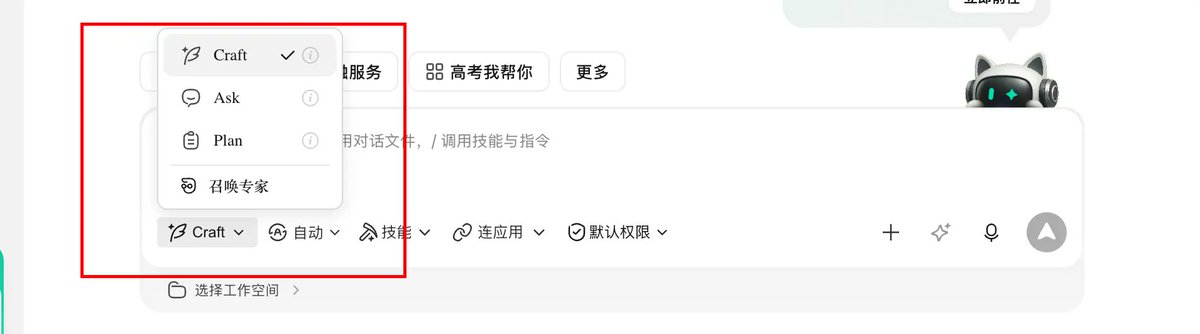 立即前往
Craft
融服务
高考我帮你
更多
Ask
Plan
用对话文件，/ 调用技能与指令
召唤专家
Craft
自动
技能
连应用
默认权限
选择工作空间